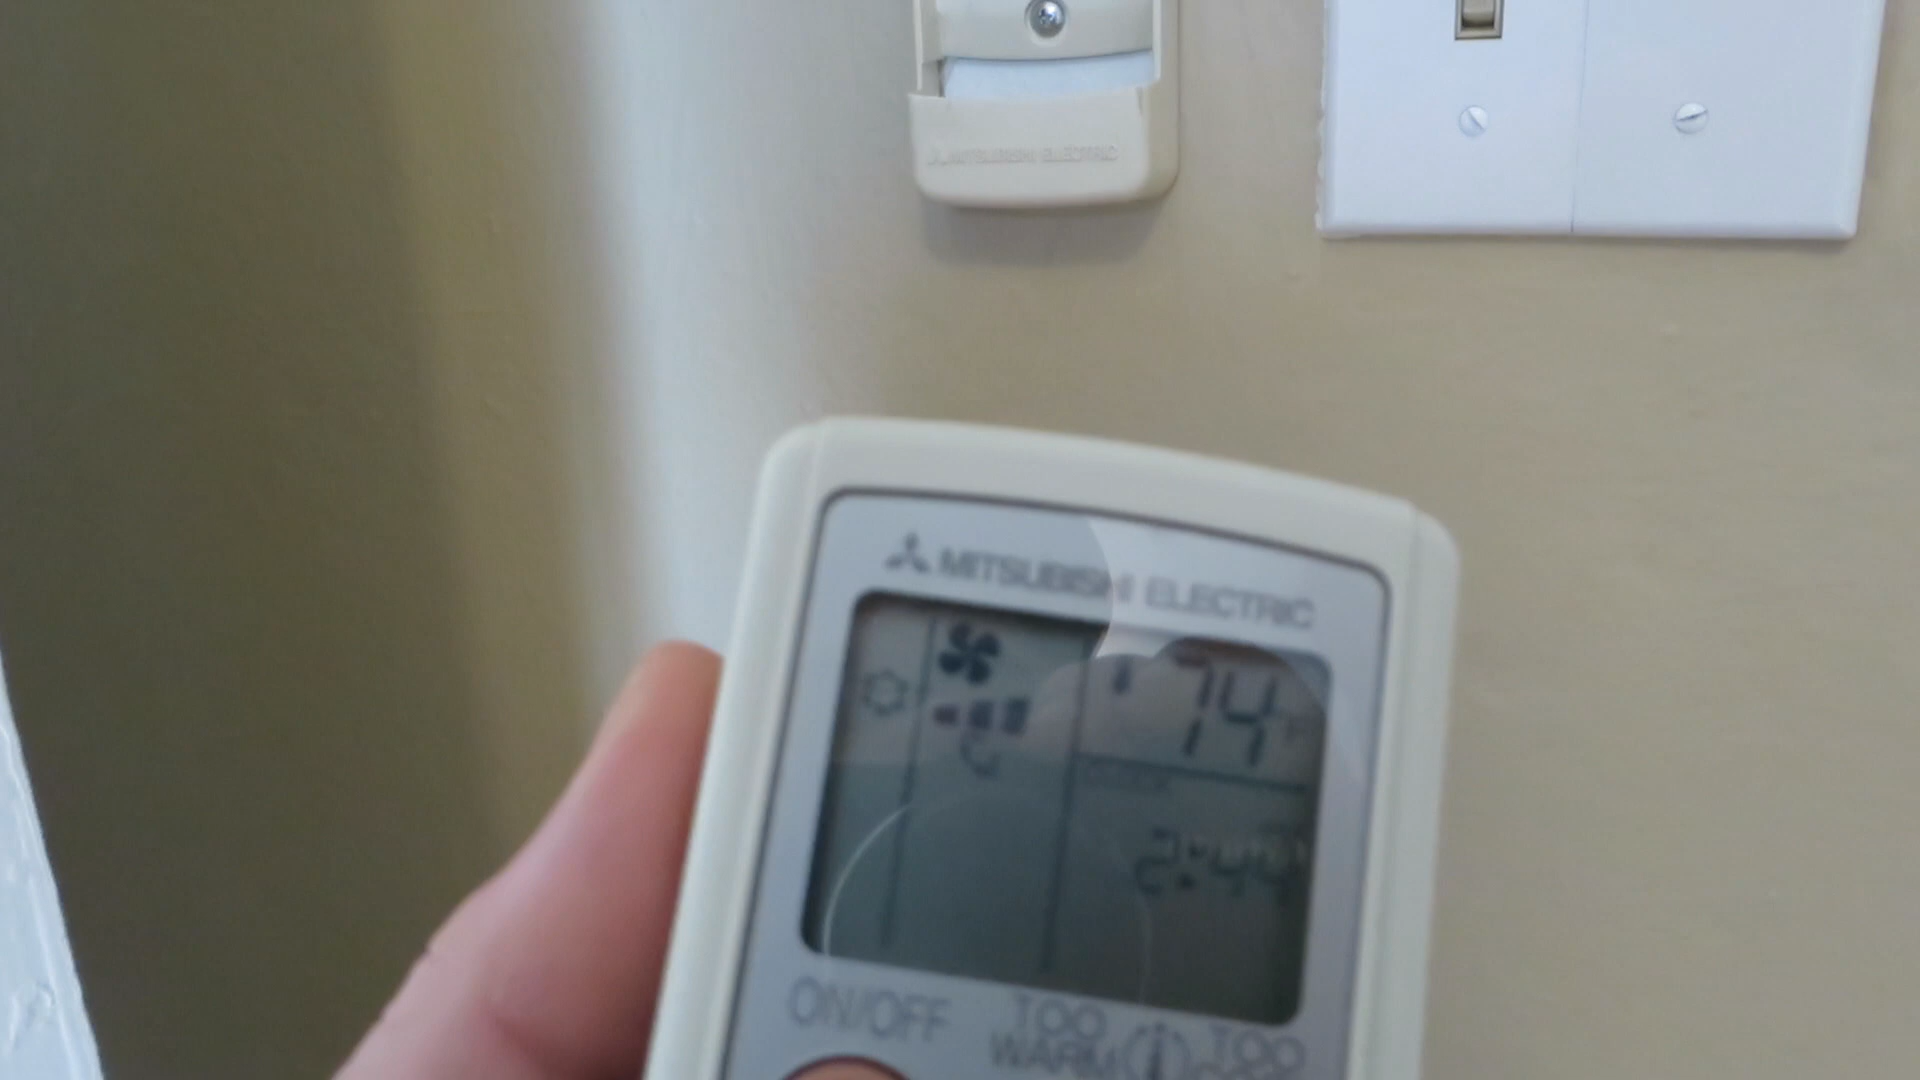 MITSUBISHI ELECTRIC
MITSUBISHI ELECTRIC
74
2:44
ON/OFF
TOO WARM
TOO